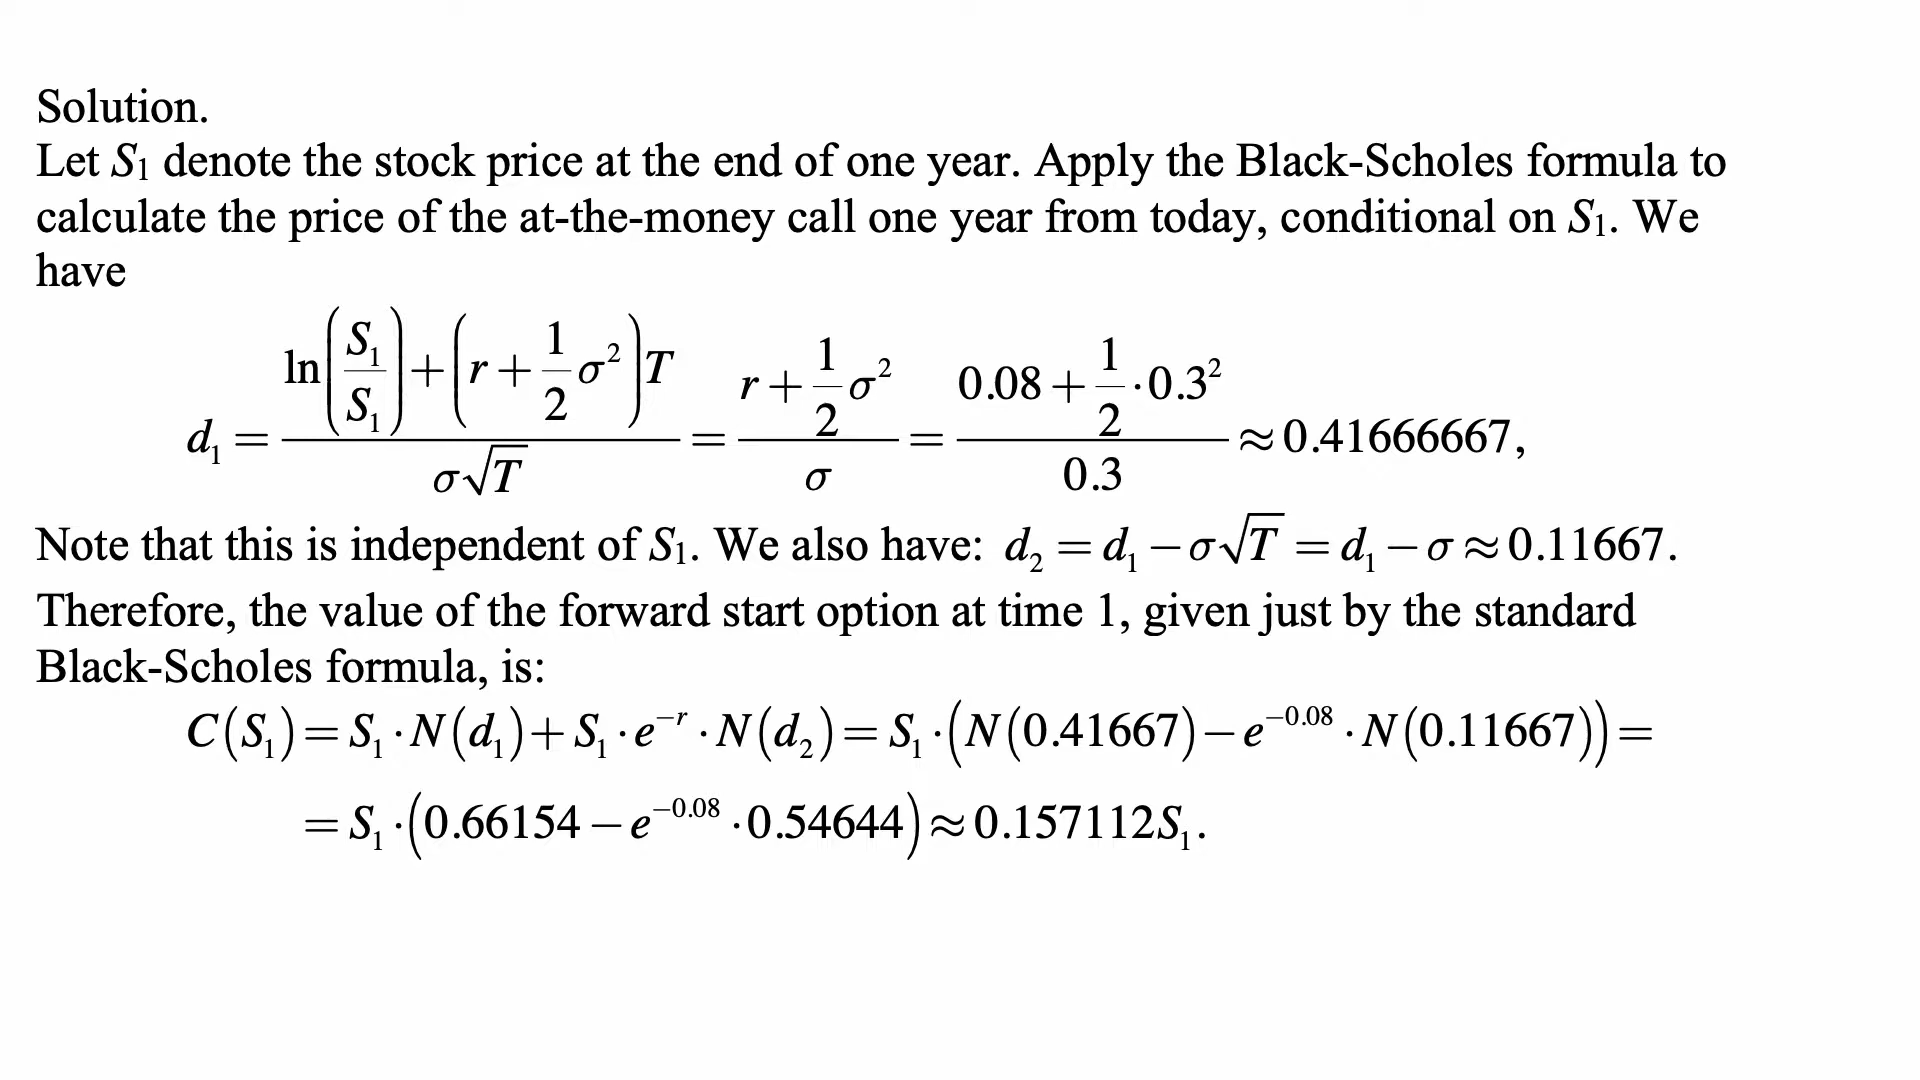 Solution.
Let S₁ denote the stock price at the end of one year. Apply the Black-Scholes formula to
calculate the price of the at-the-money call one year from today, conditional on S₁. We
have
d₁ = (ln(S₁/S₁) + (r + 1/2 σ²)T) / (σ√T) = (r + 1/2 σ²) / σ = (0.08 + 1/2 · 0.3²) / 0.3 ≈ 0.41666667,
Note that this is independent of S₁. We also have: d₂ = d₁ − σ√T = d₁ − σ ≈ 0.11667.
Therefore, the value of the forward start option at time 1, given just by the standard
Black-Scholes formula, is:
C(S₁) = S₁ · N(d₁) + S₁ · e⁻ʳ · N(d₂) = S₁ · (N(0.41667) − e^(−0.08) · N(0.11667)) =
= S₁ · (0.66154 − e^(−0.08) · 0.54644) ≈ 0.157112S₁.